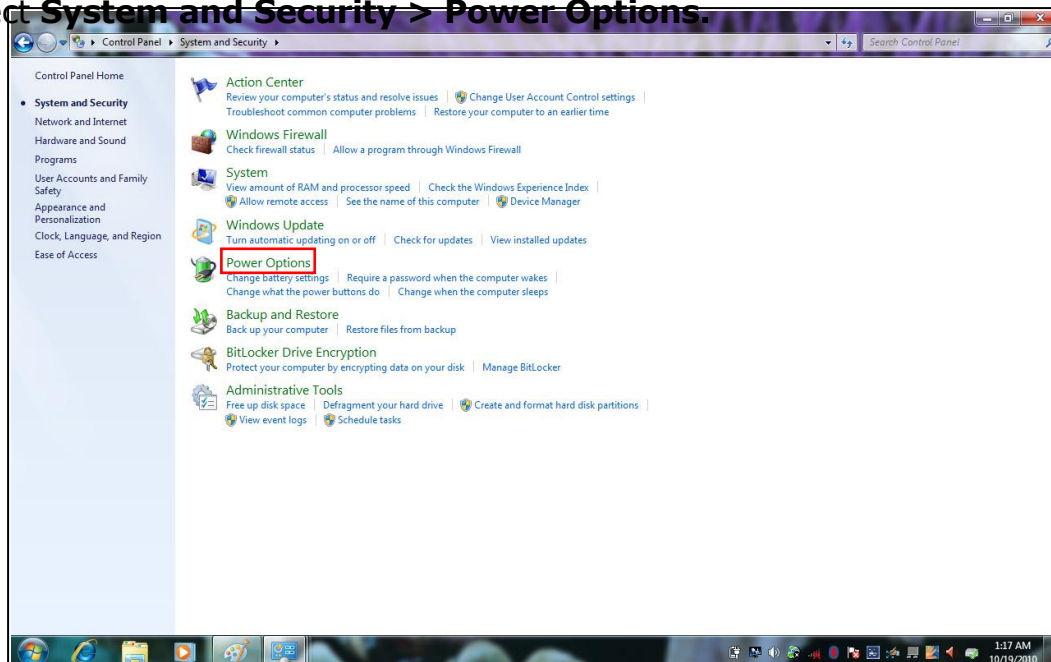 ect System and Security > Power Options.
Control Panel System and Security
Search Control Panel
Control Panel Home
System and Security
Network and Internet
Hardware and Sound
Programs
User Accounts and Family
Safety
Appearance and
Personalization
Clock, Language, and Region
Ease of Access
Action Center
Review your computer's status and resolve issues Change User Account Control settings
Troubleshoot common computer problems Restore your computer to an earlier time
Windows Firewall
Check firewall status Allow a program through Windows Firewall
System
View amount of RAM and processor speed Check the Windows Experience Index
Allow remote access See the name of this computer Device Manager
Windows Update
Turn automatic updating on or off Check for updates View installed updates
Power Options
Change battery settings Require a password when the computer wakes
Change what the power buttons do Change when the computer sleeps
Backup and Restore
Back up your computer Restore files from backup
BitLocker Drive Encryption
Protect your computer by encrypting data on your disk Manage BitLocker
Administrative Tools
Free up disk space Defragment your hard drive Create and format hard disk partitions
View event logs Schedule tasks
1:17 AM
10/19/2010